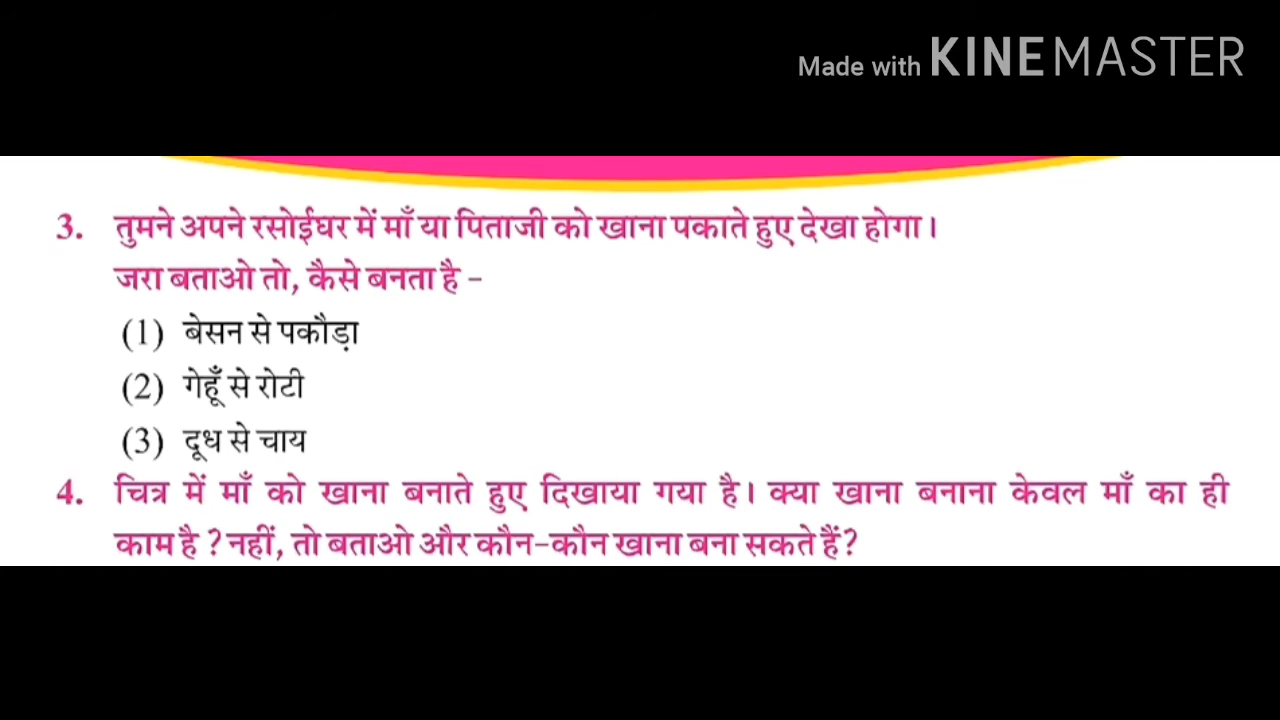 Made with KINEMASTER
3. तुमने अपने रसोईघर में माँ या पिताजी को खाना पकाते हुए देखा होगा।
जरा बताओ तो, कैसे बनता है -
(1) बेसन से पकौड़ा
(2) गेहूँ से रोटी
(3) दूध से चाय
4. चित्र में माँ को खाना बनाते हुए दिखाया गया है। क्या खाना बनाना केवल माँ का ही
काम है ? नहीं, तो बताओ और कौन-कौन खाना बना सकते हैं?